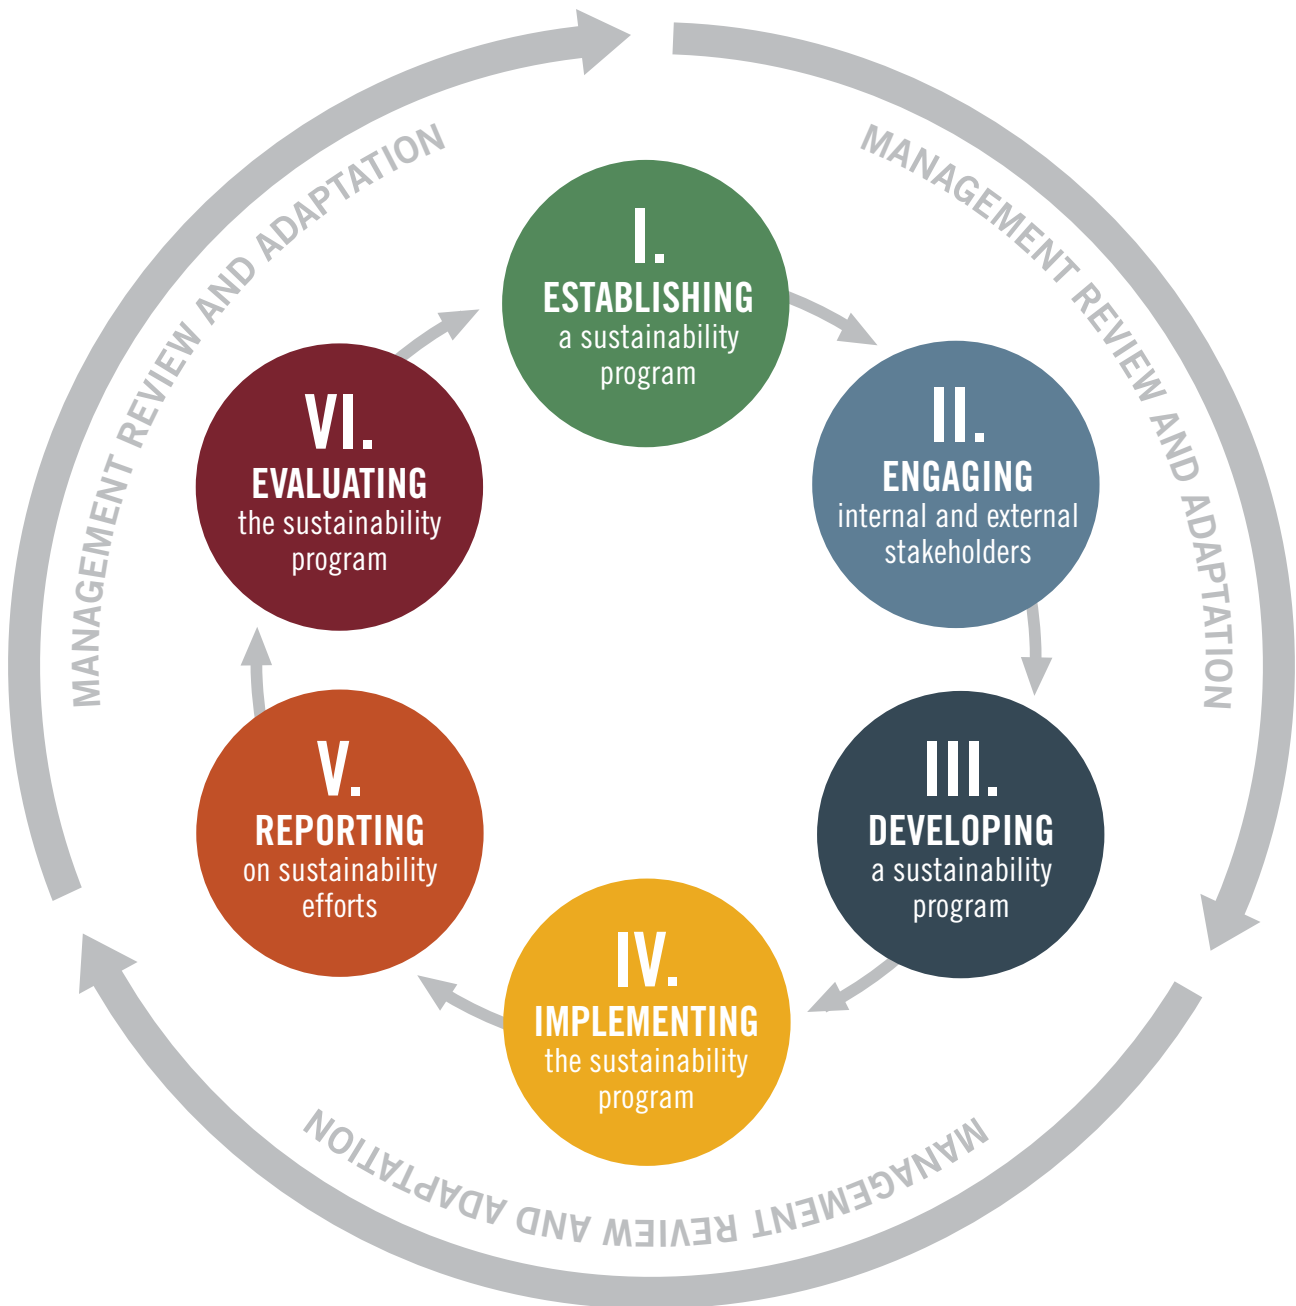 MANAGEMENT REVIEW AND ADAPTATION
MANAGEMENT REVIEW AND ADAPTATION
I.
ESTABLISHING
a sustainability
program
II.
ENGAGING
internal and external
stakeholders
III.
DEVELOPING
a sustainability
program
IV.
IMPLEMENTING
the sustainability
program
V.
REPORTING
on sustainability
efforts
VI.
EVALUATING
the sustainability
program
MANAGEMENT REVIEW AND ADAPTATION